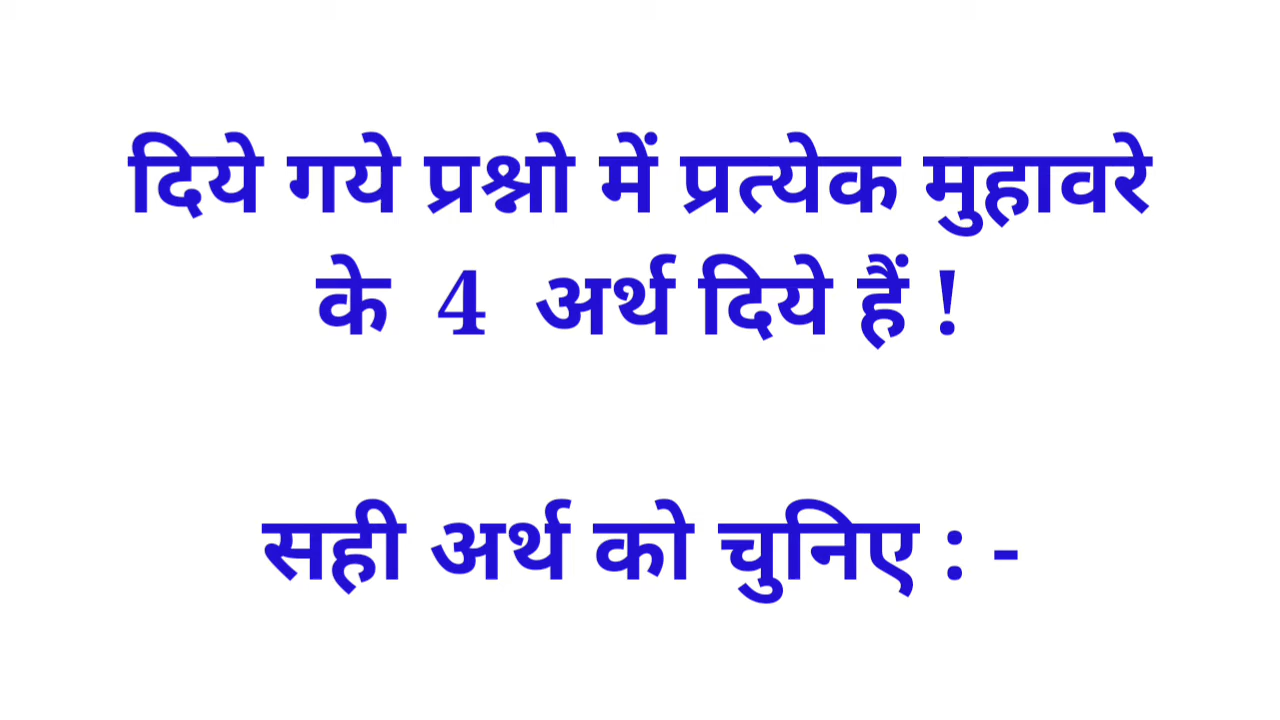 दिये गये प्रश्नो में प्रत्येक मुहावरे
के 4 अर्थ दिये हैं !
सही अर्थ को चुनिए : -